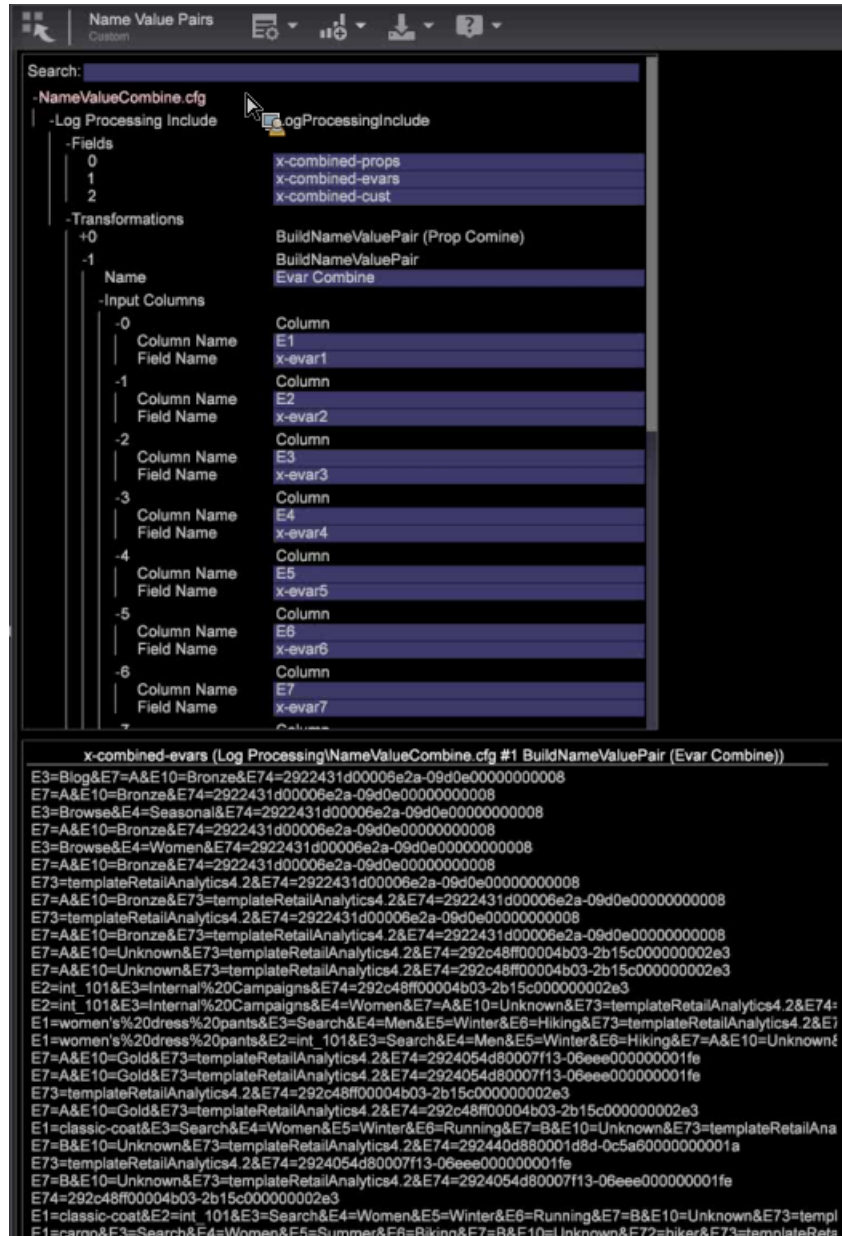 Name Value Pairs
Custom
Search:
-NameValueCombine.cfg
-Log Processing Include LogProcessingInclude
-Fields
0 x-combined-props
1 x-combined-evars
2 x-combined-cust
-Transformations
+0 BuildNameValuePair (Prop Comine)
-1 BuildNameValuePair
Name Evar Combine
-Input Columns
-0 Column
Column Name E1
Field Name x-evar1
-1 Column
Column Name E2
Field Name x-evar2
-2 Column
Column Name E3
Field Name x-evar3
-3 Column
Column Name E4
Field Name x-evar4
-4 Column
Column Name E5
Field Name x-evar5
-5 Column
Column Name E6
Field Name x-evar6
-6 Column
Column Name E7
Field Name x-evar7
x-combined-evars (Log Processing\NameValueCombine.cfg #1 BuildNameValuePair (Evar Combine))
E3=Blog&E7=A&E10=Bronze&E74=2922431d00006e2a-09d0e00000000008
E7=A&E10=Bronze&E74=2922431d00006e2a-09d0e00000000008
E3=Browse&E4=Seasonal&E74=2922431d00006e2a-09d0e00000000008
E7=A&E10=Bronze&E74=2922431d00006e2a-09d0e00000000008
E3=Browse&E4=Women&E74=2922431d00006e2a-09d0e00000000008
E7=A&E10=Bronze&E74=2922431d00006e2a-09d0e00000000008
E73=templateRetailAnalytics4.2&E74=2922431d00006e2a-09d0e00000000008
E7=A&E10=Bronze&E73=templateRetailAnalytics4.2&E74=2922431d00006e2a-09d0e00000000008
E73=templateRetailAnalytics4.2&E74=2922431d00006e2a-09d0e00000000008
E7=A&E10=Bronze&E73=templateRetailAnalytics4.2&E74=2922431d00006e2a-09d0e00000000008
E7=A&E10=Unknown&E73=templateRetailAnalytics4.2&E74=292c48ff00004b03-2b15c000000002e3
E7=A&E10=Unknown&E73=templateRetailAnalytics4.2&E74=292c48ff00004b03-2b15c000000002e3
E2=int_101&E3=Internal%20Campaigns&E74=292c48ff00004b03-2b15c000000002e3
E2=int_101&E3=Internal%20Campaigns&E4=Women&E7=A&E10=Unknown&E73=templateRetailAnalytics4.2&E74=
E1=women's%20dress%20pants&E3=Search&E4=Men&E5=Winter&E6=Hiking&E73=templateRetailAnalytics4.2&E7
E1=women's%20dress%20pants&E2=int_101&E3=Search&E4=Men&E5=Winter&E6=Hiking&E7=A&E10=Unknown&
E7=A&E10=Gold&E73=templateRetailAnalytics4.2&E74=2924054d80007f13-06eee000000001fe
E7=A&E10=Gold&E73=templateRetailAnalytics4.2&E74=2924054d80007f13-06eee000000001fe
E73=templateRetailAnalytics4.2&E74=292c48ff00004b03-2b15c000000002e3
E7=A&E10=Gold&E73=templateRetailAnalytics4.2&E74=292c48ff00004b03-2b15c000000002e3
E1=classic-coat&E3=Search&E4=Women&E5=Winter&E6=Running&E7=B&E10=Unknown&E73=templateRetailAna
E7=B&E10=Unknown&E73=templateRetailAnalytics4.2&E74=292440d880001d8d-0c5a60000000001a
E73=templateRetailAnalytics4.2&E74=2924054d80007f13-06eee000000001fe
E7=B&E10=Unknown&E73=templateRetailAnalytics4.2&E74=2924054d80007f13-06eee000000001fe
E74=292c48ff00004b03-2b15c000000002e3
E1=classic-coat&E2=int_101&E3=Search&E4=Women&E5=Winter&E6=Running&E7=B&E10=Unknown&E73=templ
E1=cargo&E3=Search&E4=Women&E5=Summer&E6=Biking&E7=B&E10=Unknown&E72=hiker&E73=templateReta